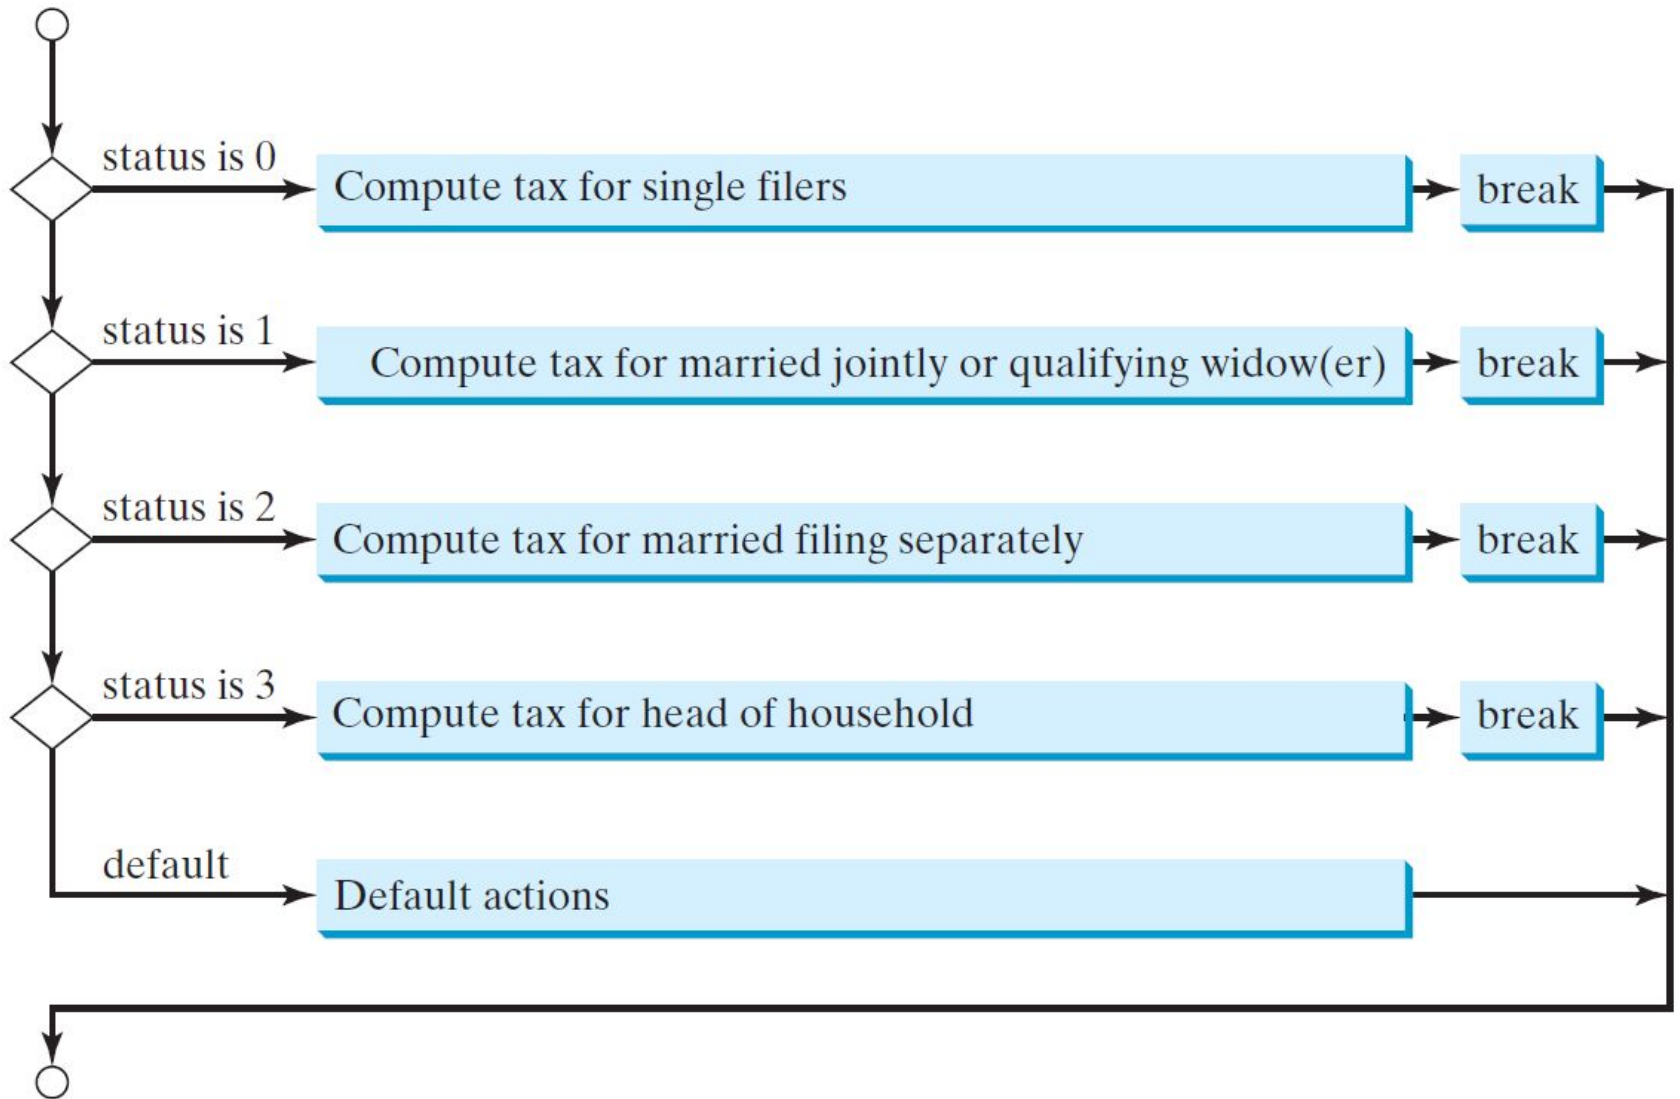 status is 0
Compute tax for single filers
break
status is 1
Compute tax for married jointly or qualifying widow(er)
break
status is 2
Compute tax for married filing separately
break
status is 3
Compute tax for head of household
break
default
Default actions